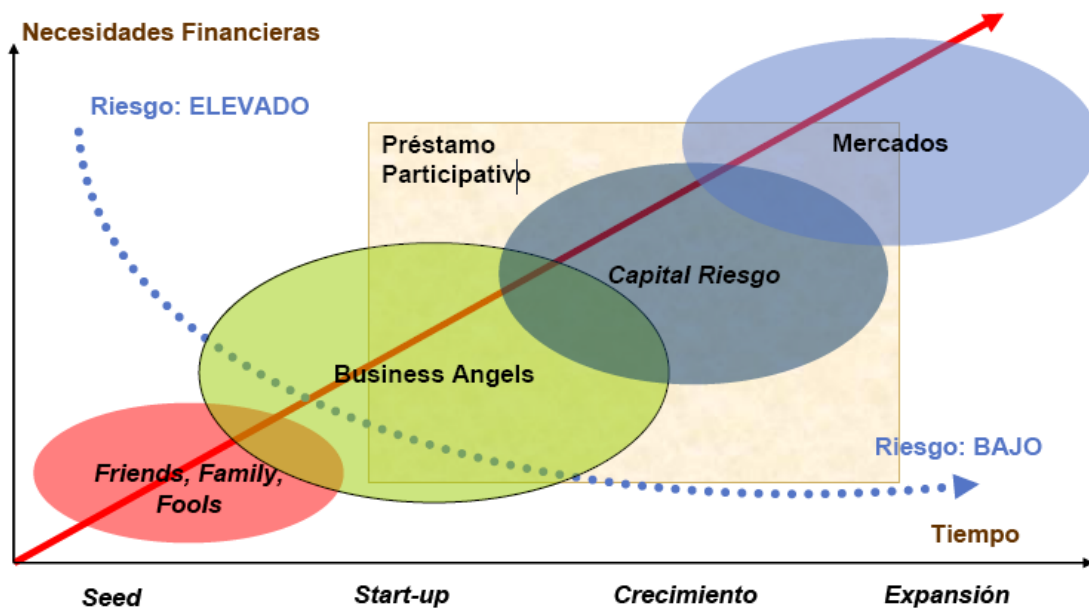 Necesidades Financieras
Riesgo: ELEVADO
Préstamo
Participativo
Mercados
Capital Riesgo
Business Angels
Riesgo: BAJO
Friends, Family,
Fools
Tiempo
Seed
Start-up
Crecimiento
Expansión